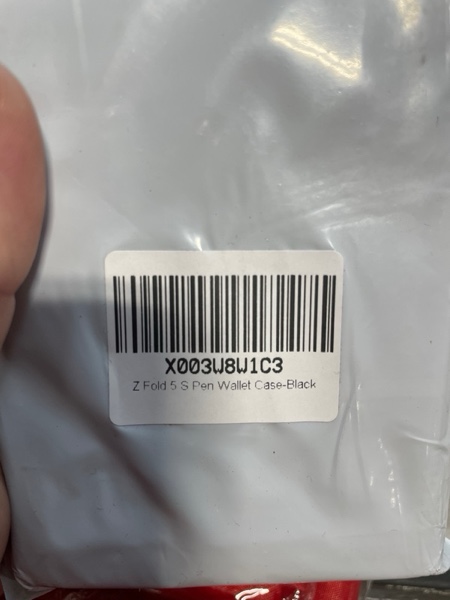 X003W8W1C3
Z Fold 5 S Pen Wallet Case-Black